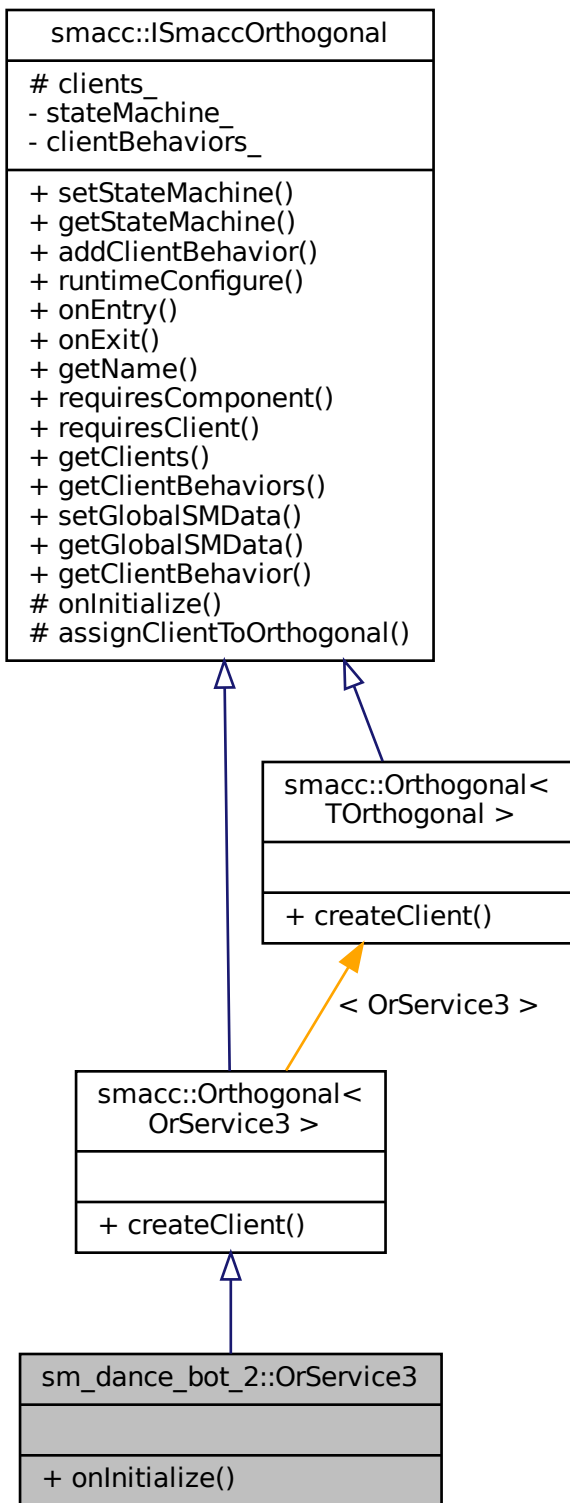 smacc::ISmaccOrthogonal
# clients_
- stateMachine_
- clientBehaviors_
+ setStateMachine()
+ getStateMachine()
+ addClientBehavior()
+ runtimeConfigure()
+ onEntry()
+ onExit()
+ getName()
+ requiresComponent()
+ requiresClient()
+ getClients()
+ getClientBehaviors()
+ setGlobalSMData()
+ getGlobalSMData()
+ getClientBehavior()
# onInitialize()
# assignClientToOrthogonal()
smacc::Orthogonal<
TOrthogonal >
+ createClient()
< OrService3 >
smacc::Orthogonal<
OrService3 >
+ createClient()
sm_dance_bot_2::OrService3
+ onInitialize()